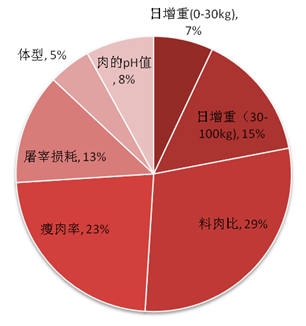 日增重(0-30kg),
7%
体型, 5%
肉的pH值
, 8%
日增重（30-
100kg), 15%
屠宰损耗, 13%
料肉比, 29%
瘦肉率, 23%